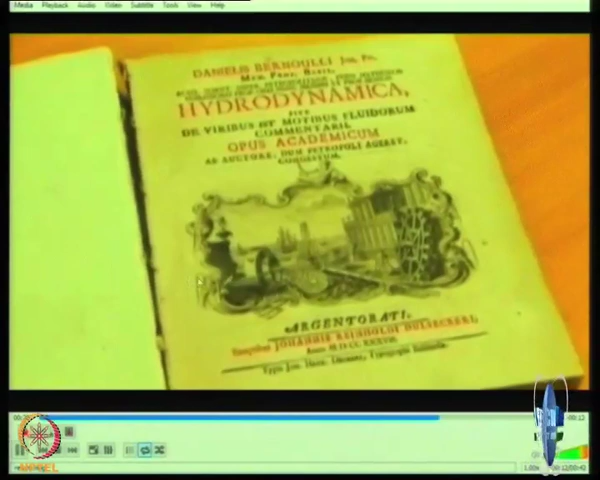 Media Playback Audio Video Subtitle Tools View Help
DANIELIS BERNOULLI Joh. Fil.
Med. Prof. Basil.
HYDRODYNAMICA,
SIVE
DE VIRIBUS ET MOTIBUS FLUIDORUM
COMMENTARII.
OPUS ACADEMICUM
AB AUCTORE, DUM PETROPOLI AGERET,
CONGESTUM.
ARGENTORATI,
Sumptibus JOHANNIS REINHOLDI DULSECKERI,
Anno M D CC XXXVIII.
Typis Joh. Henr. Deckeri, Typographi Basiliensis.
NPTEL